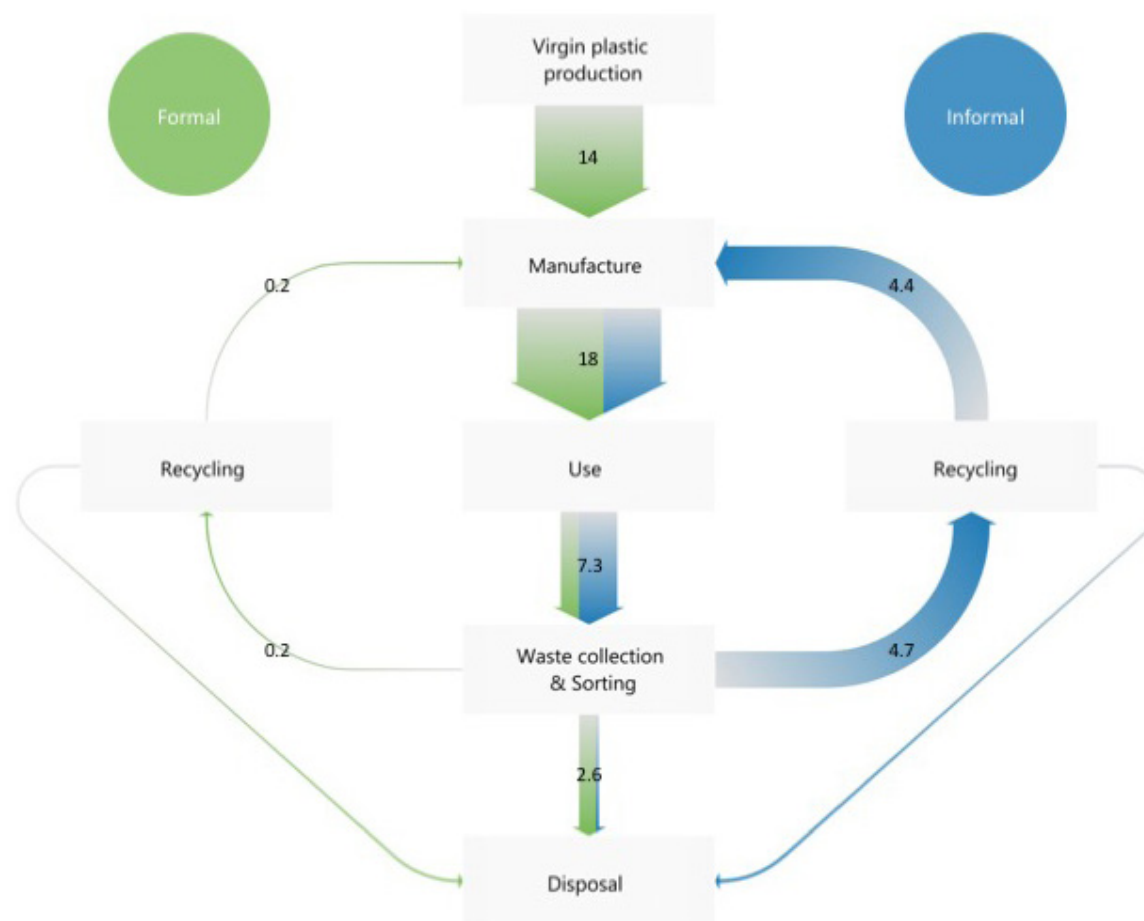 Virgin plastic
production
Formal
Informal
14
Manufacture
0.2
4.4
18
Recycling
Use
Recycling
7.3
0.2
Waste collection
& Sorting
4.7
2.6
Disposal